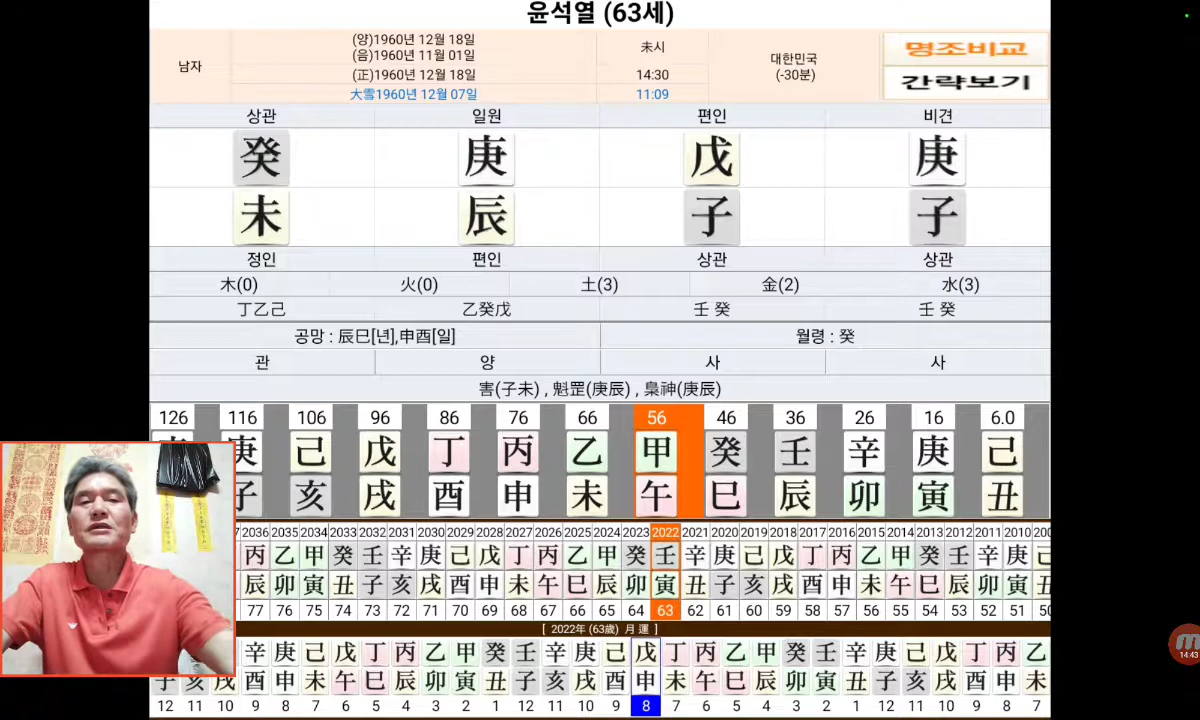 윤석열 (63세)
남자
(양)1960년 12월 18일
(음)1960년 11월 01일
(正)1960년 12월 18일
大雪1960년 12월 07일
未시
14:30
11:09
대한민국
(-30분)
명조비교
간략보기
상관 일원 편인 비견
癸 庚 戊 庚
未 辰 子 子
정인 편인 상관 상관
木(0) 火(0) 土(3) 金(2) 水(3)
丁乙己 乙癸戊 壬 癸 壬 癸
공망 : 辰巳[년],申酉[일] 월령 : 癸
관 양 사 사
害(子未) , 魁罡(庚辰) , 梟神(庚辰)
126 116 106 96 86 76 66 56 46 36 26 16 6.0
庚 己 戊 丁 丙 乙 甲 癸 壬 辛 庚 己
子 亥 戌 酉 申 未 午 巳 辰 卯 寅 丑
2036 2035 2034 2033 2032 2031 2030 2029 2028 2027 2026 2025 2024 2023 2022 2021 2020 2019 2018 2017 2016 2015 2014 2013 2012 2011 2010
丙 乙 甲 癸 壬 辛 庚 己 戊 丁 丙 乙 甲 癸 壬 辛 庚 己 戊 丁 丙 乙 甲 癸 壬 辛 庚 己
辰 卯 寅 丑 子 亥 戌 酉 申 未 午 巳 辰 卯 寅 丑 子 亥 戌 酉 申 未 午 巳 辰 卯 寅 丑
77 76 75 74 73 72 71 70 69 68 67 66 65 64 63 62 61 60 59 58 57 56 55 54 53 52 51 50
[ 2022년 (63歲) 月 運 ]
辛 庚 己 戊 丁 丙 乙 甲 癸 壬 辛 庚 己 戊 丁 丙 乙 甲 癸 壬 辛 庚 己 戊 丁 丙 乙
子 亥 戌 酉 申 未 午 巳 辰 卯 寅 丑 子 亥 戌 酉 申 未 午 巳 辰 卯 寅 丑 子 亥 戌 酉 申 未
12 11 10 9 8 7 6 5 4 3 2 1 12 11 10 9 8 7 6 5 4 3 2 1 12 11 10 9 8 7
14:43